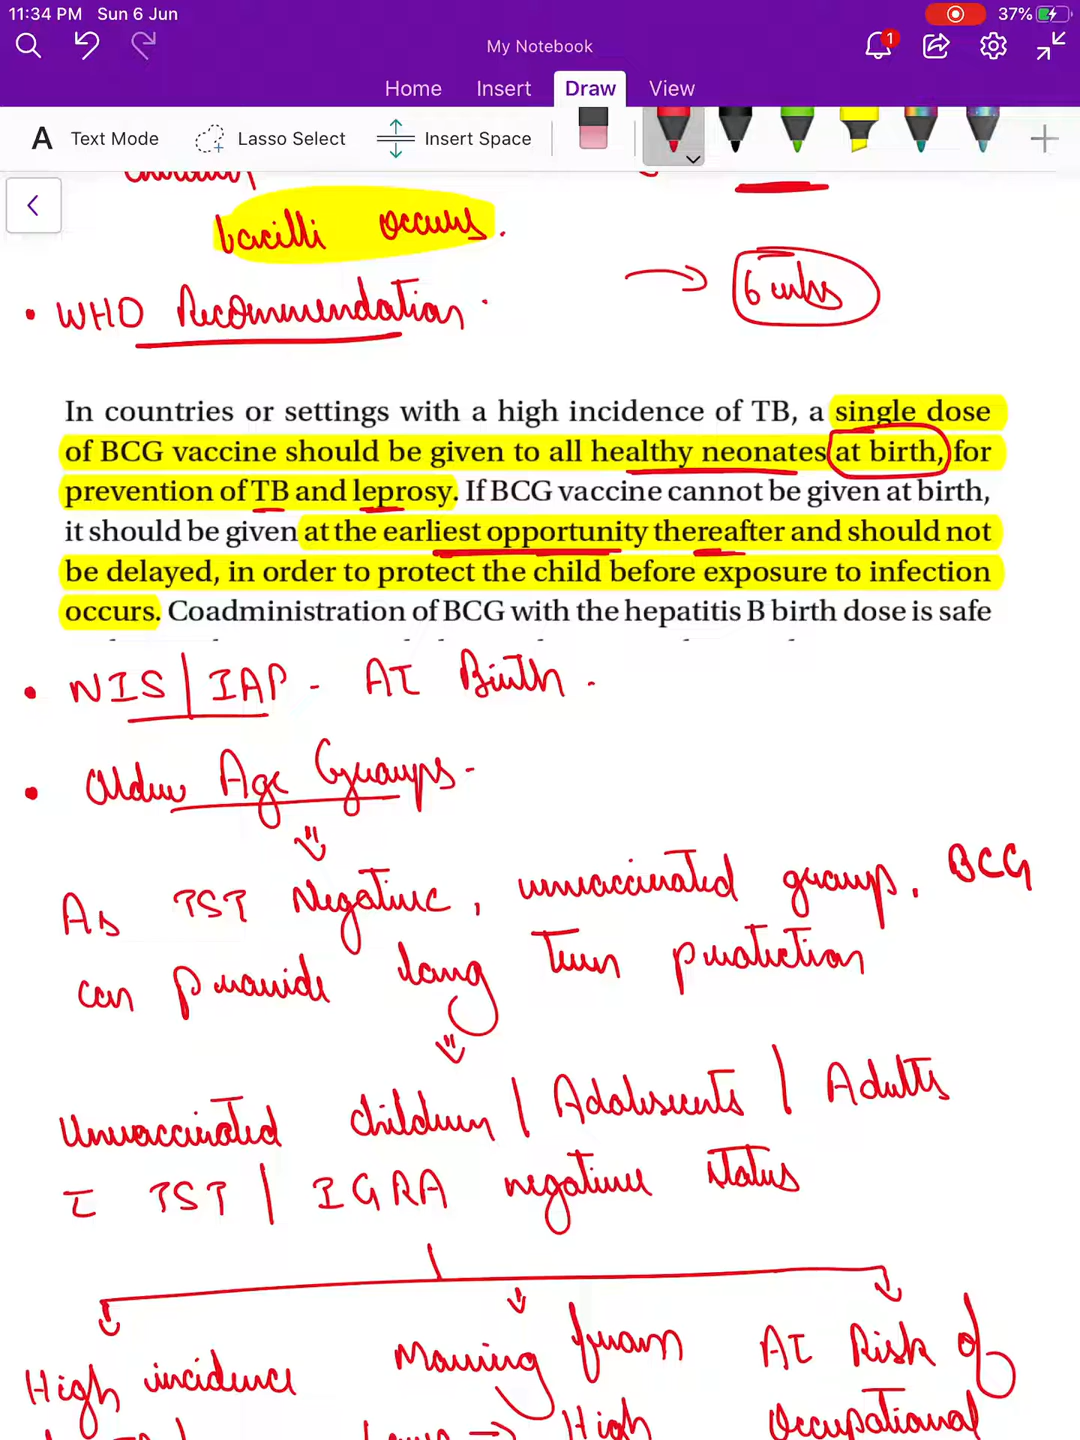 11:34 PM Sun 6 Jun
37%
1
My Notebook
Home Insert Draw View
A Text Mode Lasso Select Insert Space
bacilli occurs.
→ 6 wks
• WHO Recommendation.
In countries or settings with a high incidence of TB, a single dose
of BCG vaccine should be given to all healthy neonates at birth, for
prevention of TB and leprosy. If BCG vaccine cannot be given at birth,
it should be given at the earliest opportunity thereafter and should not
be delayed, in order to protect the child before exposure to infection
occurs. Coadministration of BCG with the hepatitis B birth dose is safe
• NIS | IAP - At Birth.
• Older Age Groups -
As TST Negative, unvaccinated group, BCG
can provide long term protection
Unvaccinated children | Adolescents | Adults
c TST | IGRA negative status
High incidence
Moving from
At Risk of
→ High
Occupational